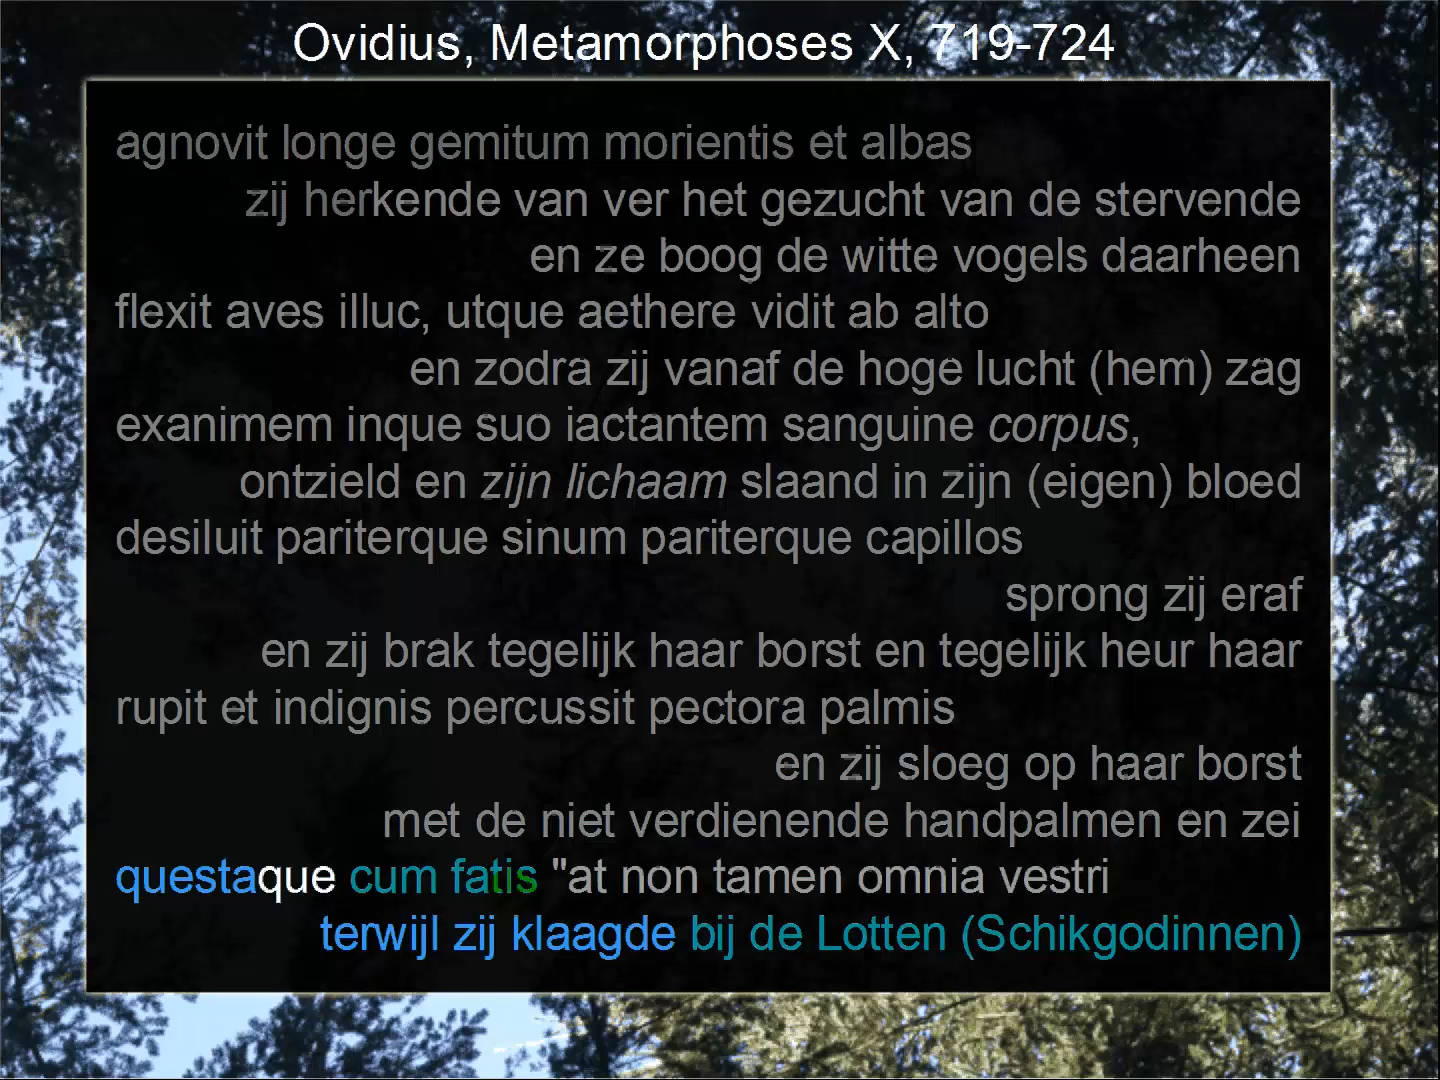 Ovidius, Metamorphoses X, 719-724
agnovit longe gemitum morientis et albas
zij herkende van ver het gezucht van de stervende
en ze boog de witte vogels daarheen
flexit aves illuc, utque aethere vidit ab alto
en zodra zij vanaf de hoge lucht (hem) zag
exanimem inque suo iactantem sanguine corpus,
ontzield en zijn lichaam slaand in zijn (eigen) bloed
desiluit pariterque sinum pariterque capillos
sprong zij eraf
en zij brak tegelijk haar borst en tegelijk heur haar
rupit et indignis percussit pectora palmis
en zij sloeg op haar borst
met de niet verdienende handpalmen en zei
questaque cum fatis "at non tamen omnia vestri
terwijl zij klaagde bij de Lotten (Schikgodinnen)